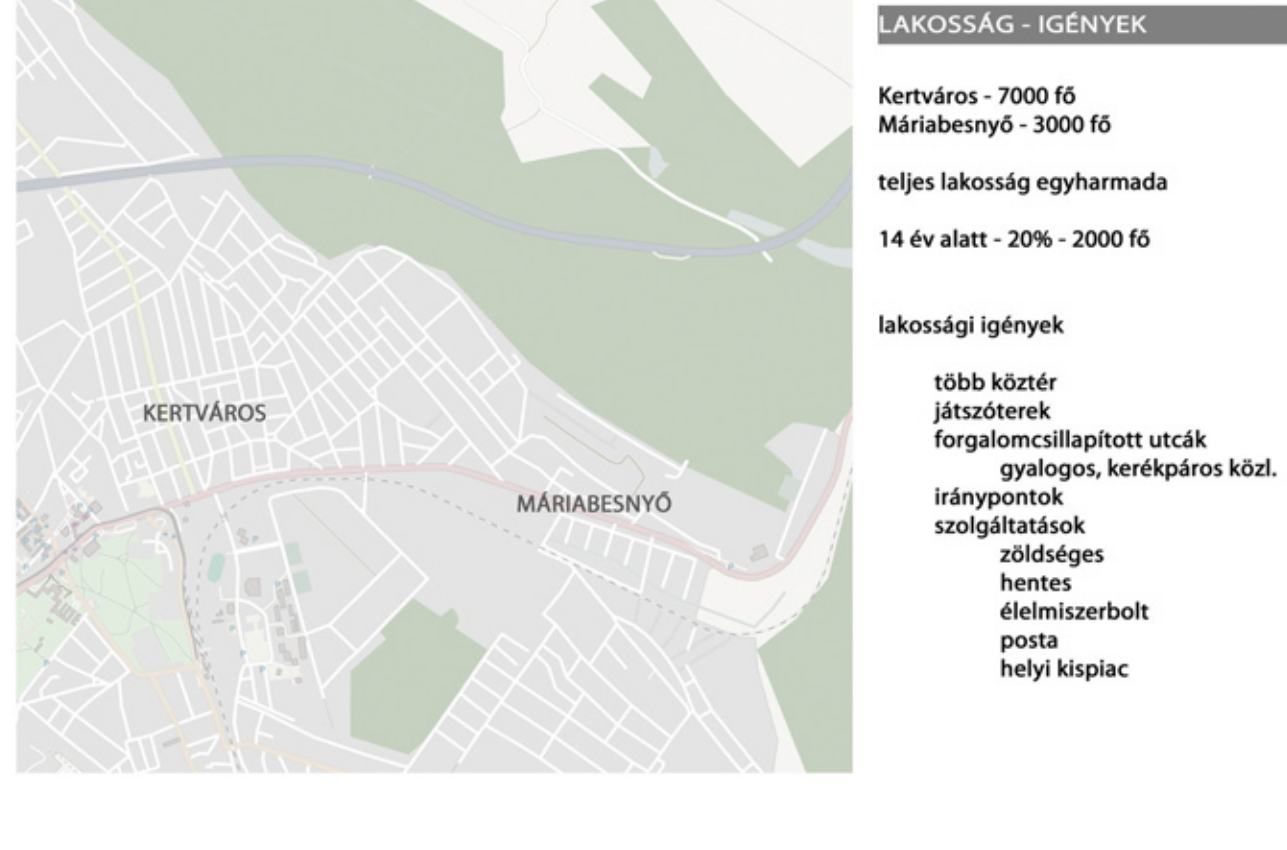 LAKOSSÁG - IGÉNYEK
Kertváros - 7000 fő
Máriabesnyő - 3000 fő
teljes lakosság egyharmada
14 év alatt - 20% - 2000 fő
lakossági igények
több köztér
játszóterek
forgalomcsillapított utcák
gyalogos, kerékpáros közl.
iránypontok
szolgáltatások
zöldséges
hentes
élelmiszerbolt
posta
helyi kispiac
KERTVÁROS
MÁRIABESNYŐ